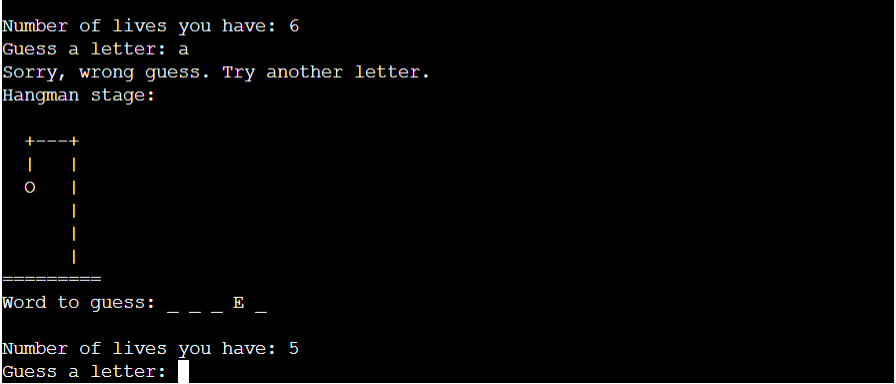 Number of lives you have: 6
Guess a letter: a
Sorry, wrong guess. Try another letter.
Hangman stage:
  +---+
  |   |
  O   |
      |
      |
      |
=========
Word to guess: _ _ _ E _
Number of lives you have: 5
Guess a letter: